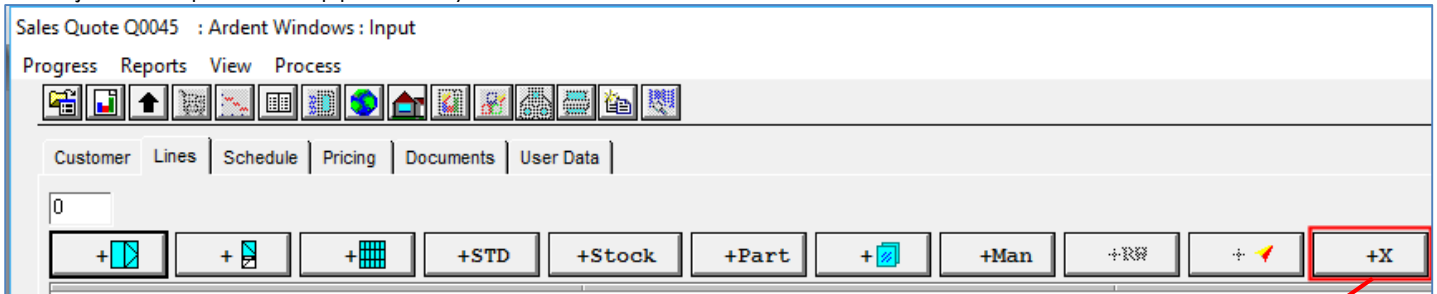 Sales Quote Q0045 : Ardent Windows : Input
Progress Reports View Process
Customer Lines Schedule Pricing Documents User Data
0
+ + + +STD +Stock +Part + +Man +RW + +X